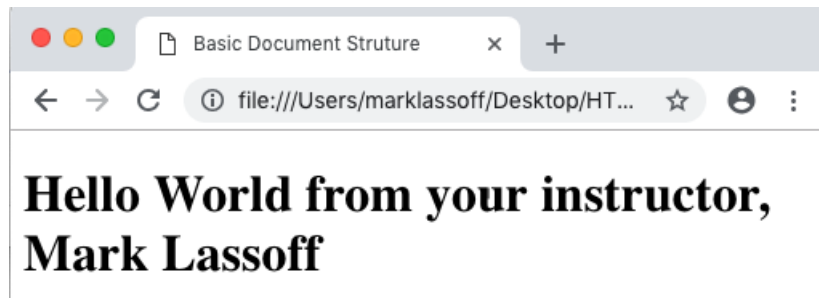 Basic Document Struture
file:///Users/marklassoff/Desktop/HT...
Hello World from your instructor,
Mark Lassoff